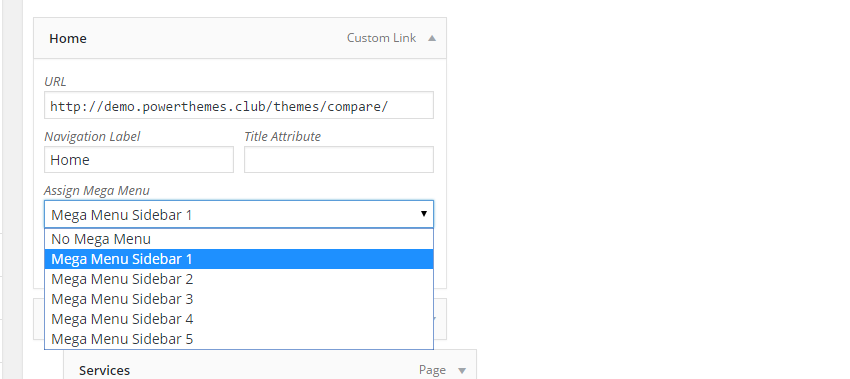 Home Custom Link
URL
http://demo.powerthemes.club/themes/compare/
Navigation Label Title Attribute
Home
Assign Mega Menu
Mega Menu Sidebar 1
No Mega Menu
Mega Menu Sidebar 1
Mega Menu Sidebar 2
Mega Menu Sidebar 3
Mega Menu Sidebar 4
Mega Menu Sidebar 5
Services Page